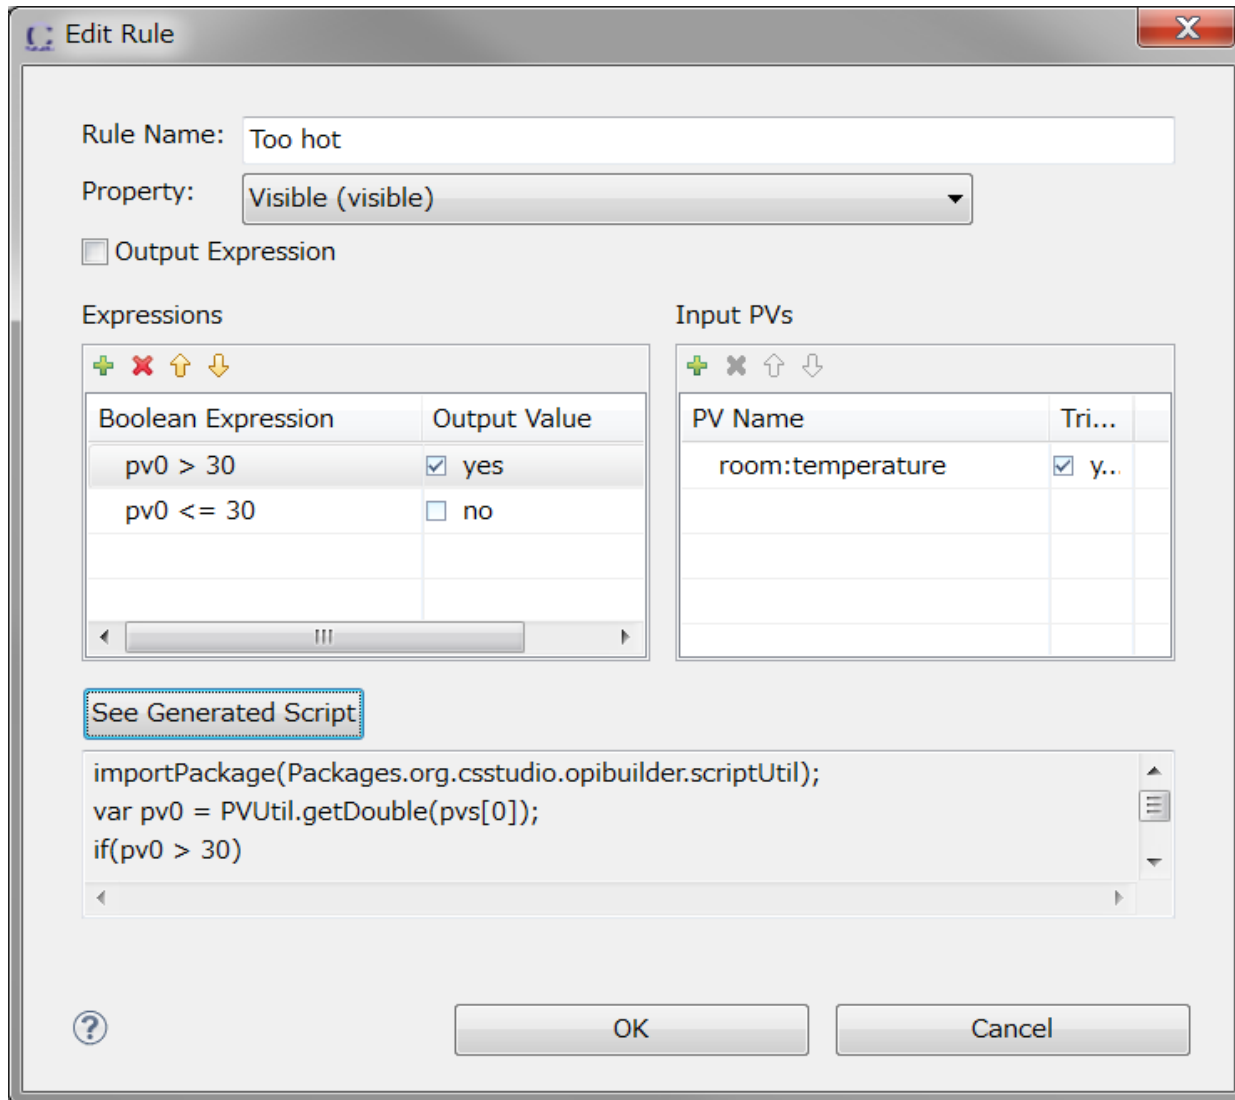 Edit Rule
Rule Name: Too hot
Property: Visible (visible)
Output Expression
Expressions
Boolean Expression Output Value
pv0 > 30 yes
pv0 <= 30 no
Input PVs
PV Name Tri...
room:temperature y...
See Generated Script
importPackage(Packages.org.csstudio.opibuilder.scriptUtil);
var pv0 = PVUtil.getDouble(pvs[0]);
if(pv0 > 30)
OK Cancel